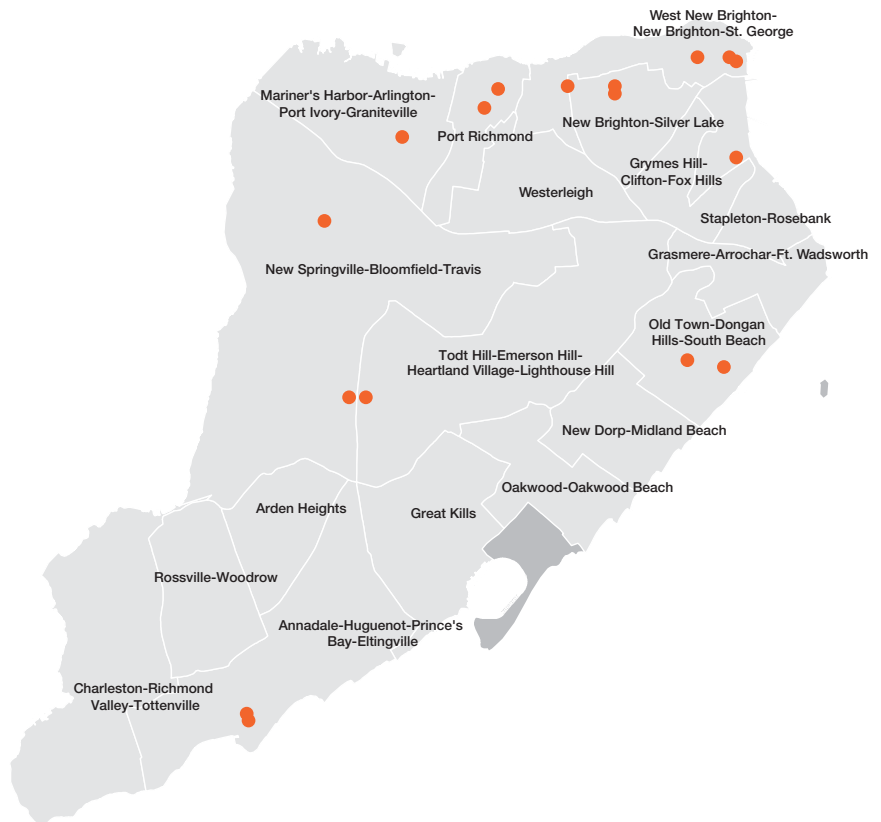 West New Brighton-
New Brighton-St. George
Mariner's Harbor-Arlington-
Port Ivory-Graniteville
Port Richmond
New Brighton-Silver Lake
Grymes Hill-
Clifton-Fox Hills
Westerleigh
Stapleton-Rosebank
Grasmere-Arrochar-Ft. Wadsworth
New Springville-Bloomfield-Travis
Old Town-Dongan
Hills-South Beach
Todt Hill-Emerson Hill-
Heartland Village-Lighthouse Hill
New Dorp-Midland Beach
Oakwood-Oakwood Beach
Arden Heights
Great Kills
Rossville-Woodrow
Annadale-Huguenot-Prince's
Bay-Eltingville
Charleston-Richmond
Valley-Tottenville